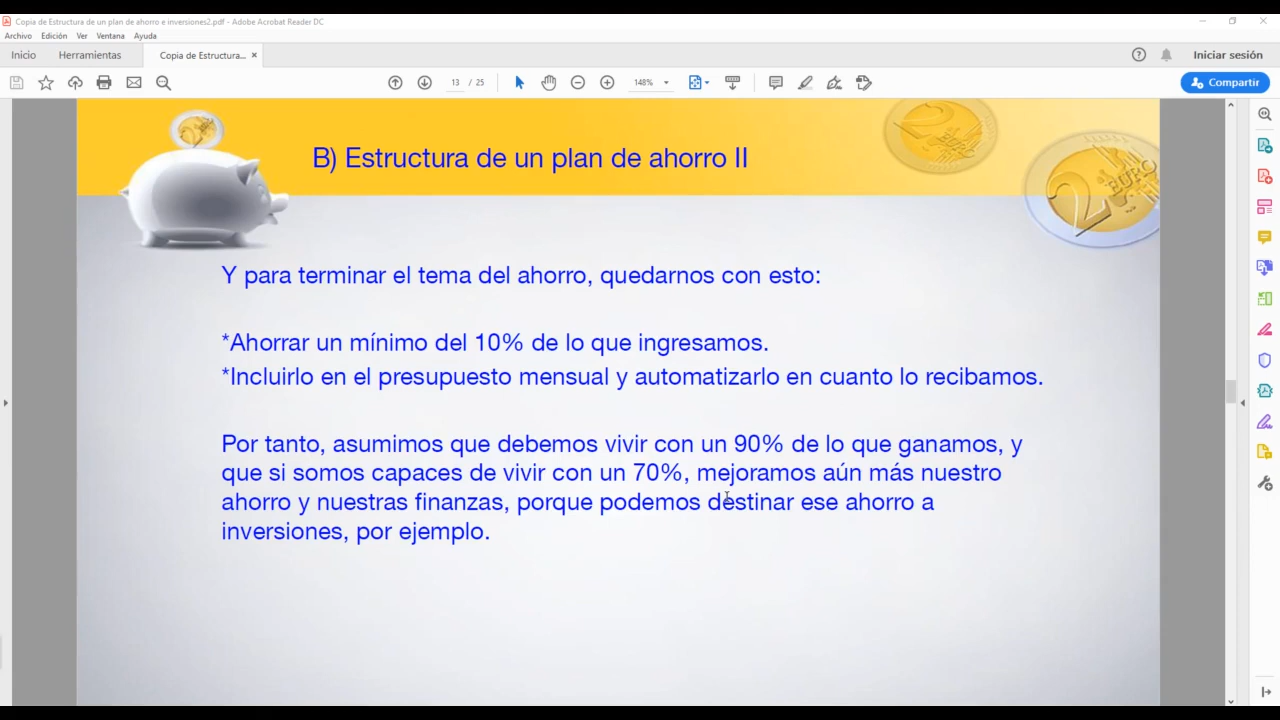 Copia de Estructura de un plan de ahorro e inversiones2.pdf - Adobe Acrobat Reader DC
Archivo Edición Ver Ventana Ayuda
Inicio Herramientas Copia de Estructura... × Iniciar sesión
13 / 25 148% Compartir
B) Estructura de un plan de ahorro II
Y para terminar el tema del ahorro, quedarnos con esto:
*Ahorrar un mínimo del 10% de lo que ingresamos.
*Incluirlo en el presupuesto mensual y automatizarlo en cuanto lo recibamos.
Por tanto, asumimos que debemos vivir con un 90% de lo que ganamos, y
que si somos capaces de vivir con un 70%, mejoramos aún más nuestro
ahorro y nuestras finanzas, porque podemos destinar ese ahorro a
inversiones, por ejemplo.